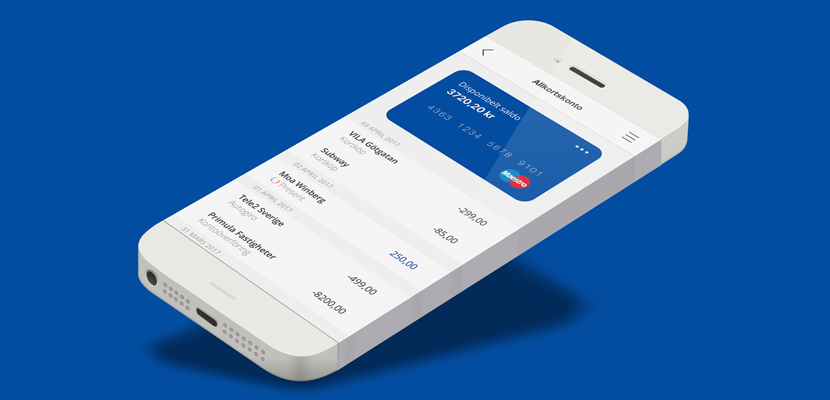 Allkortskonto
Disponibelt saldo
3720,20 kr
4363 1234 5678 9101
Maestro
03 APRIL 2017
VILA Götgatan
Kortköp
-299,00
Subway
Kortköp
-85,00
02 APRIL 2017
Moa Winberg
Present
250,00
01 APRIL 2017
Tele2 Sverige
Autogiro
-499,00
Primula Fastigheter
Kontoöverföring
-8200,00
31 MARS 2017